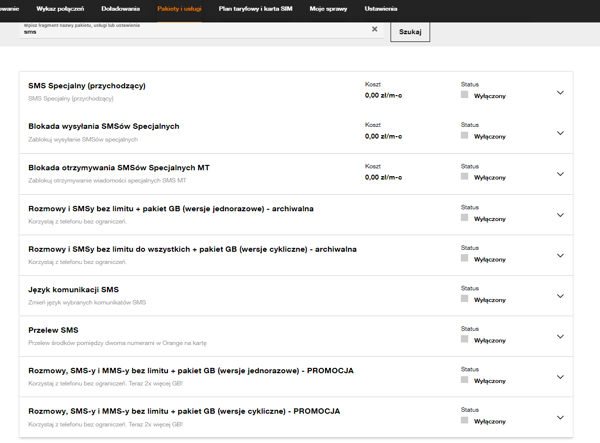 owanie Wykaz połączeń Doładowania Pakiety i usługi Plan taryfowy i karta SIM Moje sprawy Ustawienia
Wpisz fragment nazwy pakietu, usługi lub ustawienia
sms
Szukaj
SMS Specjalny (przychodzący)
SMS Specjalny (przychodzący)
Koszt
0,00 zł/m-c
Status
Wyłączony
Blokada wysyłania SMSów Specjalnych
Zablokuj wysyłanie SMSów specjalnych
Koszt
0,00 zł/m-c
Status
Wyłączony
Blokada otrzymywania SMSów Specjalnych MT
Zablokuj otrzymywanie wiadomości specjalnych SMS MT
Koszt
0,00 zł/m-c
Status
Wyłączony
Rozmowy i SMSy bez limitu + pakiet GB (wersje jednorazowe) - archiwalna
Korzystaj z telefonu bez ograniczeń.
Status
Wyłączony
Rozmowy i SMSy bez limitu do wszystkich + pakiet GB (wersje cykliczne) - archiwalna
Korzystaj z telefonu bez ograniczeń.
Status
Wyłączony
Język komunikacji SMS
Zmień język wybranych komunikatów SMS
Status
Wyłączony
Przelew SMS
Przelew środków pomiędzy dwoma numerami w Orange na kartę
Status
Wyłączony
Rozmowy, SMS-y i MMS-y bez limitu + pakiet GB (wersje jednorazowe) - PROMOCJA
Korzystaj z telefonu bez ograniczeń. Teraz 2x więcej GB!
Status
Wyłączony
Rozmowy, SMS-y i MMS-y bez limitu + pakiet GB (wersje cykliczne) - PROMOCJA
Korzystaj z telefonu bez ograniczeń. Teraz 2x więcej GB!
Status
Wyłączony